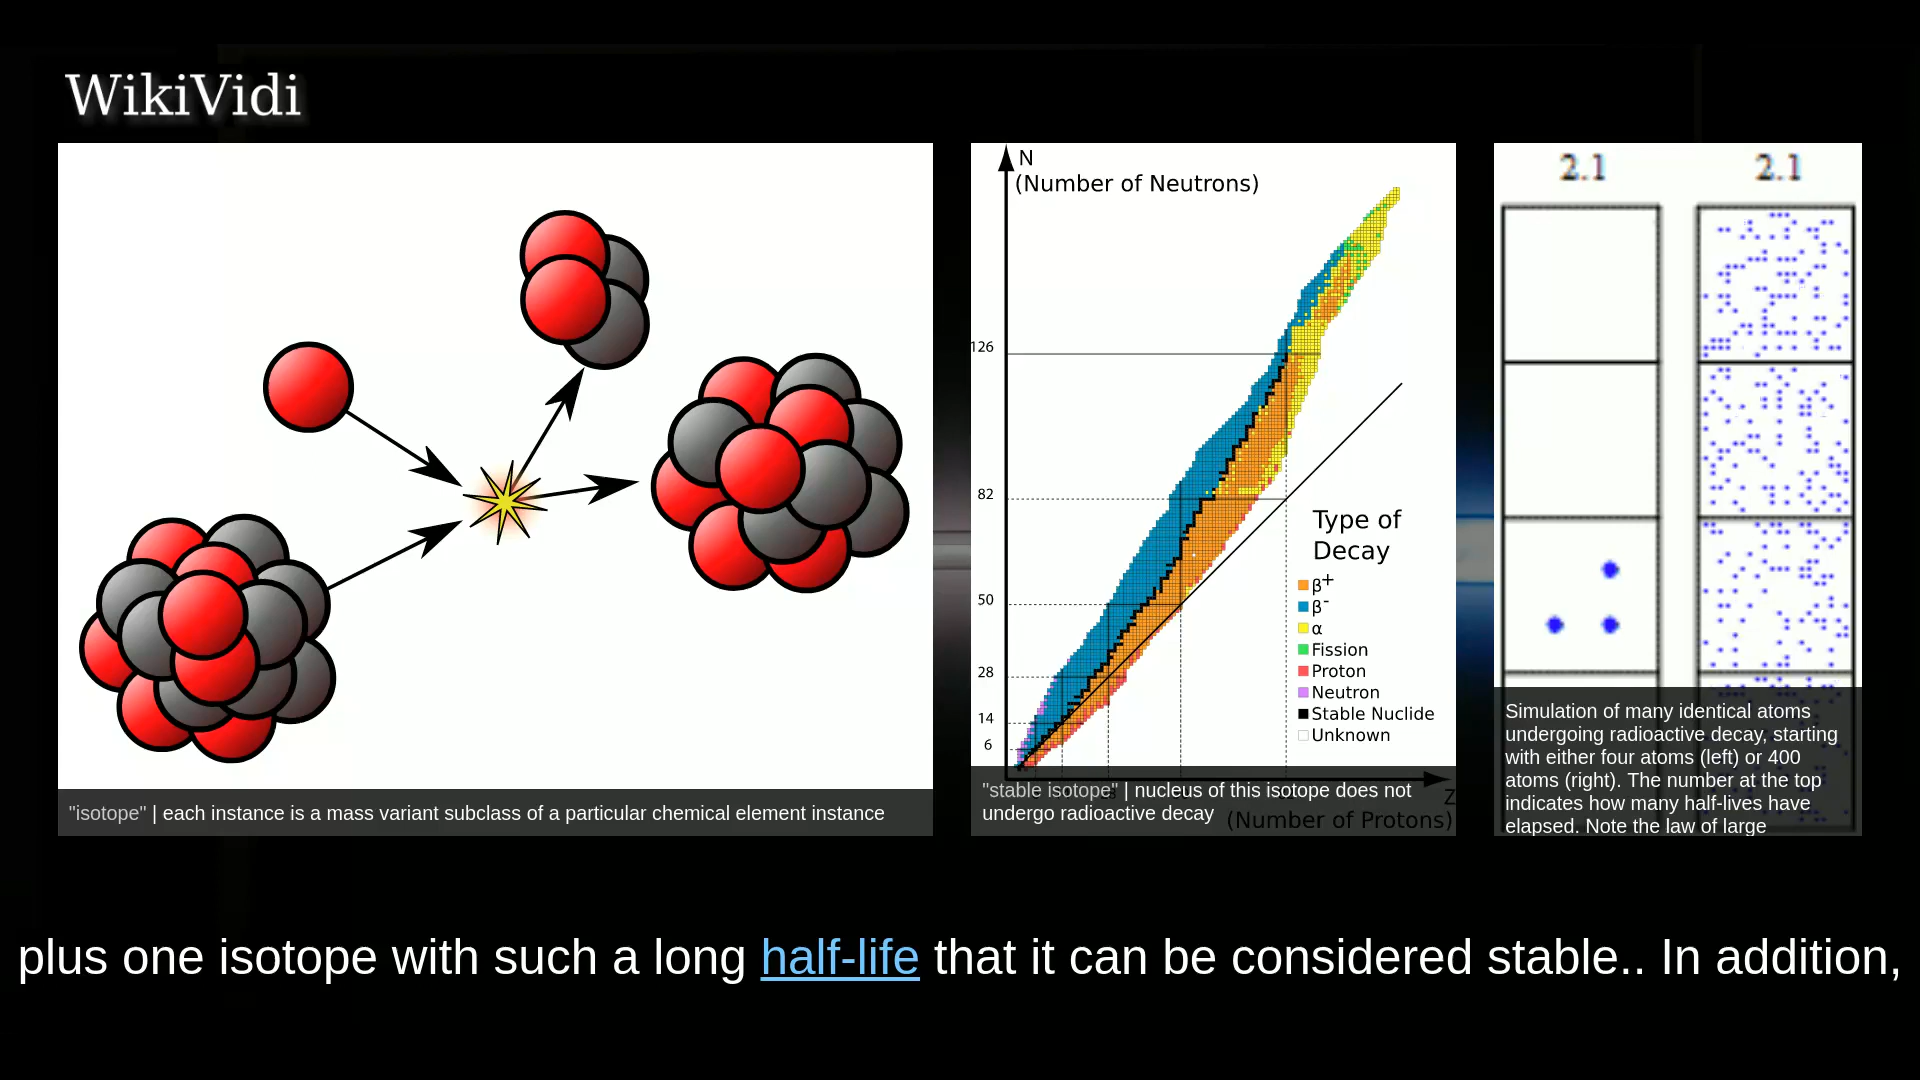 WikiVidi
"isotope" | each instance is a mass variant subclass of a particular chemical element instance
N
(Number of Neutrons)
126
82
50
28
14
6
Type of
Decay
β+
β-
α
Fission
Proton
Neutron
Stable Nuclide
Unknown
Z
(Number of Protons)
"stable isotope" | nucleus of this isotope does not
undergo radioactive decay
2.1 2.1
Simulation of many identical atoms
undergoing radioactive decay, starting
with either four atoms (left) or 400
atoms (right). The number at the top
indicates how many half-lives have
elapsed. Note the law of large
plus one isotope with such a long half-life that it can be considered stable.. In addition,